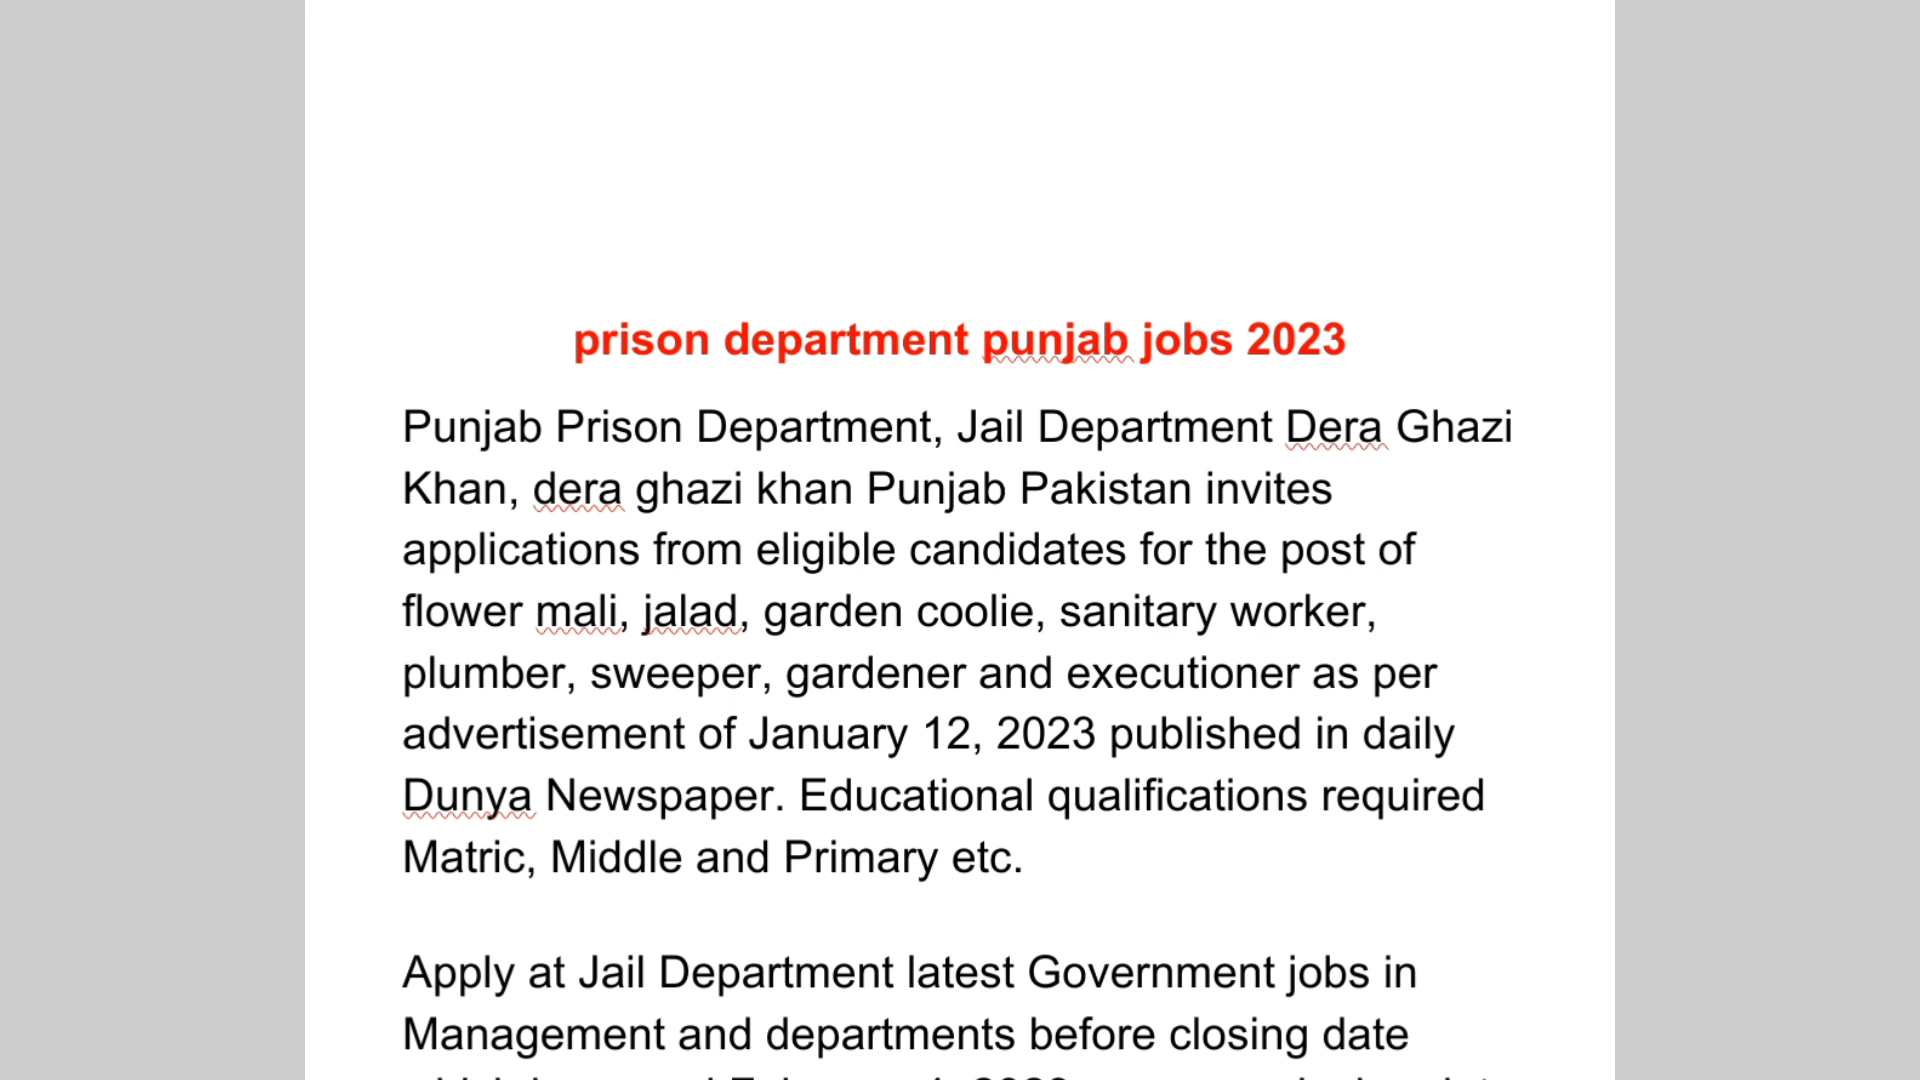 prison department punjab jobs 2023
Punjab Prison Department, Jail Department Dera Ghazi
Khan, dera ghazi khan Punjab Pakistan invites
applications from eligible candidates for the post of
flower mali, jalad, garden coolie, sanitary worker,
plumber, sweeper, gardener and executioner as per
advertisement of January 12, 2023 published in daily
Dunya Newspaper. Educational qualifications required
Matric, Middle and Primary etc.
Apply at Jail Department latest Government jobs in
Management and departments before closing date